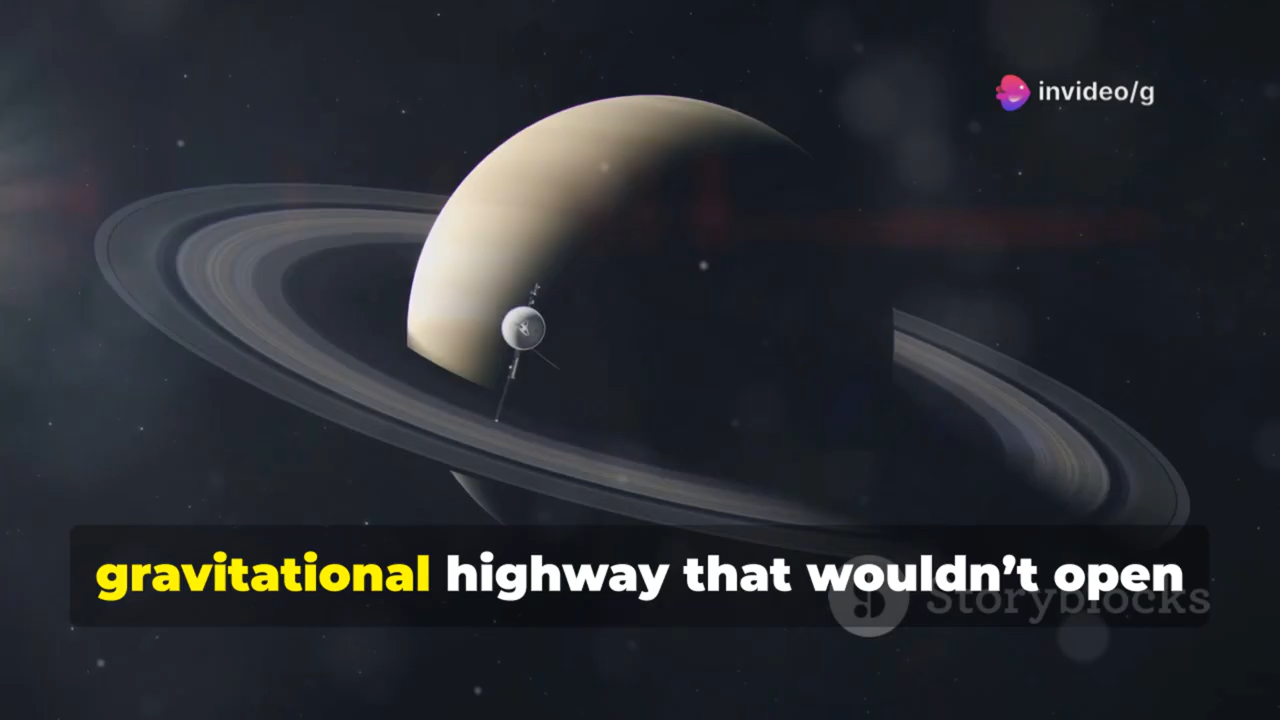 invideo/g
gravitational highway that wouldn’t open
Storyblocks